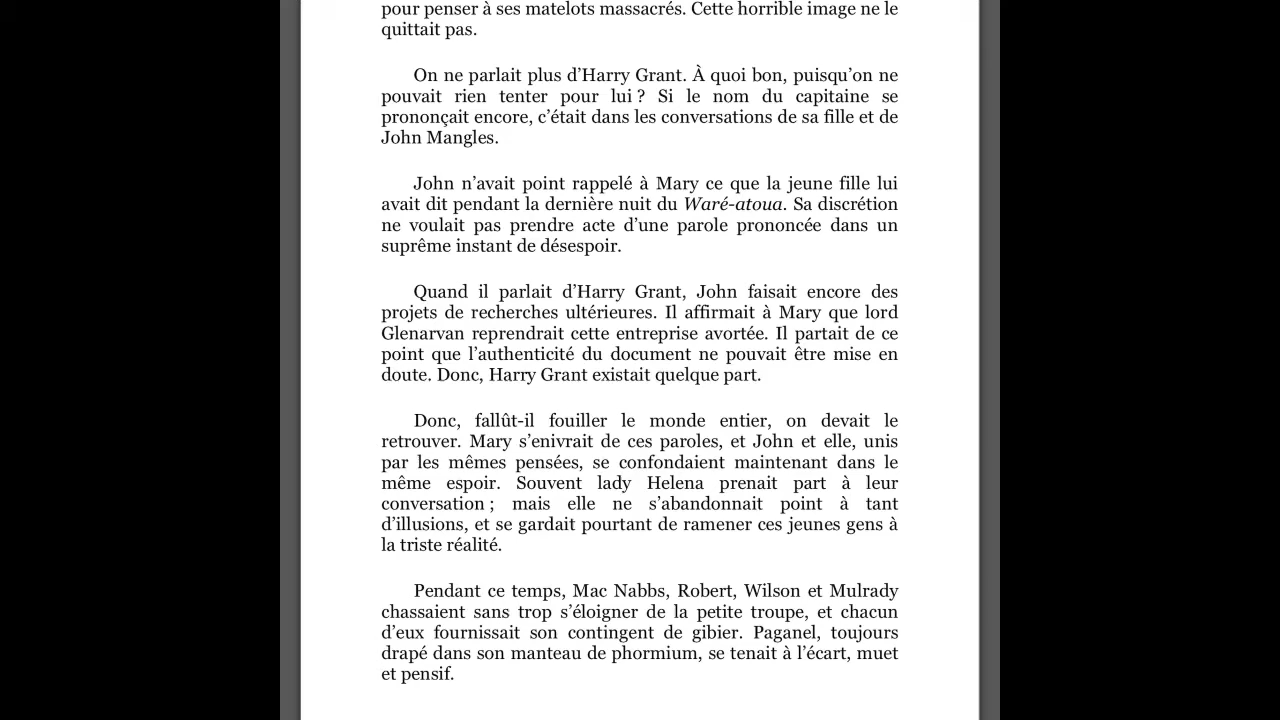 pour penser à ses matelots massacrés. Cette horrible image ne le
quittait pas.
On ne parlait plus d’Harry Grant. À quoi bon, puisqu’on ne
pouvait rien tenter pour lui ? Si le nom du capitaine se
prononçait encore, c’était dans les conversations de sa fille et de
John Mangles.
John n’avait point rappelé à Mary ce que la jeune fille lui
avait dit pendant la dernière nuit du Waré-atoua. Sa discrétion
ne voulait pas prendre acte d’une parole prononcée dans un
suprême instant de désespoir.
Quand il parlait d’Harry Grant, John faisait encore des
projets de recherches ultérieures. Il affirmait à Mary que lord
Glenarvan reprendrait cette entreprise avortée. Il partait de ce
point que l’authenticité du document ne pouvait être mise en
doute. Donc, Harry Grant existait quelque part.
Donc, fallût-il fouiller le monde entier, on devait le
retrouver. Mary s’enivrait de ces paroles, et John et elle, unis
par les mêmes pensées, se confondaient maintenant dans le
même espoir. Souvent lady Helena prenait part à leur
conversation ; mais elle ne s’abandonnait point à tant
d’illusions, et se gardait pourtant de ramener ces jeunes gens à
la triste réalité.
Pendant ce temps, Mac Nabbs, Robert, Wilson et Mulrady
chassaient sans trop s’éloigner de la petite troupe, et chacun
d’eux fournissait son contingent de gibier. Paganel, toujours
drapé dans son manteau de phormium, se tenait à l’écart, muet
et pensif.